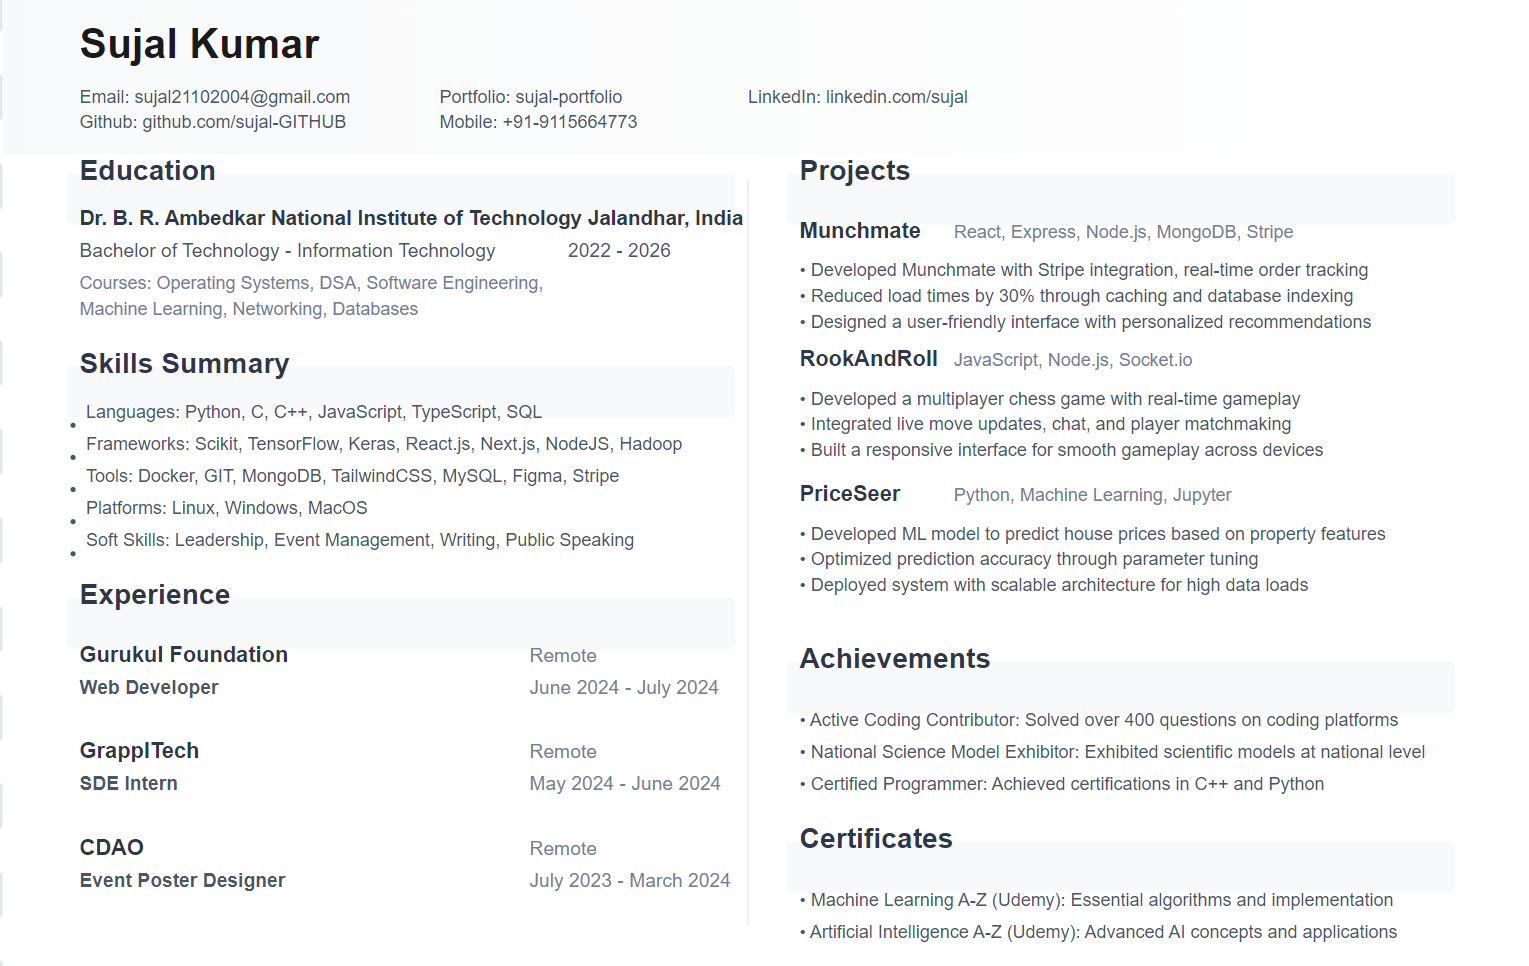 Sujal Kumar
Email: sujal21102004@gmail.com
Portfolio: sujal-portfolio
LinkedIn: linkedin.com/sujal
Github: github.com/sujal-GITHUB
Mobile: +91-9115664773
Education
Dr. B. R. Ambedkar National Institute of Technology Jalandhar, India
Bachelor of Technology - Information Technology 2022 - 2026
Courses: Operating Systems, DSA, Software Engineering,
Machine Learning, Networking, Databases
Skills Summary
• Languages: Python, C, C++, JavaScript, TypeScript, SQL
• Frameworks: Scikit, TensorFlow, Keras, React.js, Next.js, NodeJS, Hadoop
• Tools: Docker, GIT, MongoDB, TailwindCSS, MySQL, Figma, Stripe
• Platforms: Linux, Windows, MacOS
• Soft Skills: Leadership, Event Management, Writing, Public Speaking
Experience
Gurukul Foundation Remote
Web Developer June 2024 - July 2024
GrapplTech Remote
SDE Intern May 2024 - June 2024
CDAO Remote
Event Poster Designer July 2023 - March 2024
Projects
Munchmate React, Express, Node.js, MongoDB, Stripe
• Developed Munchmate with Stripe integration, real-time order tracking
• Reduced load times by 30% through caching and database indexing
• Designed a user-friendly interface with personalized recommendations
RookAndRoll JavaScript, Node.js, Socket.io
• Developed a multiplayer chess game with real-time gameplay
• Integrated live move updates, chat, and player matchmaking
• Built a responsive interface for smooth gameplay across devices
PriceSeer Python, Machine Learning, Jupyter
• Developed ML model to predict house prices based on property features
• Optimized prediction accuracy through parameter tuning
• Deployed system with scalable architecture for high data loads
Achievements
• Active Coding Contributor: Solved over 400 questions on coding platforms
• National Science Model Exhibitor: Exhibited scientific models at national level
• Certified Programmer: Achieved certifications in C++ and Python
Certificates
• Machine Learning A-Z (Udemy): Essential algorithms and implementation
• Artificial Intelligence A-Z (Udemy): Advanced AI concepts and applications